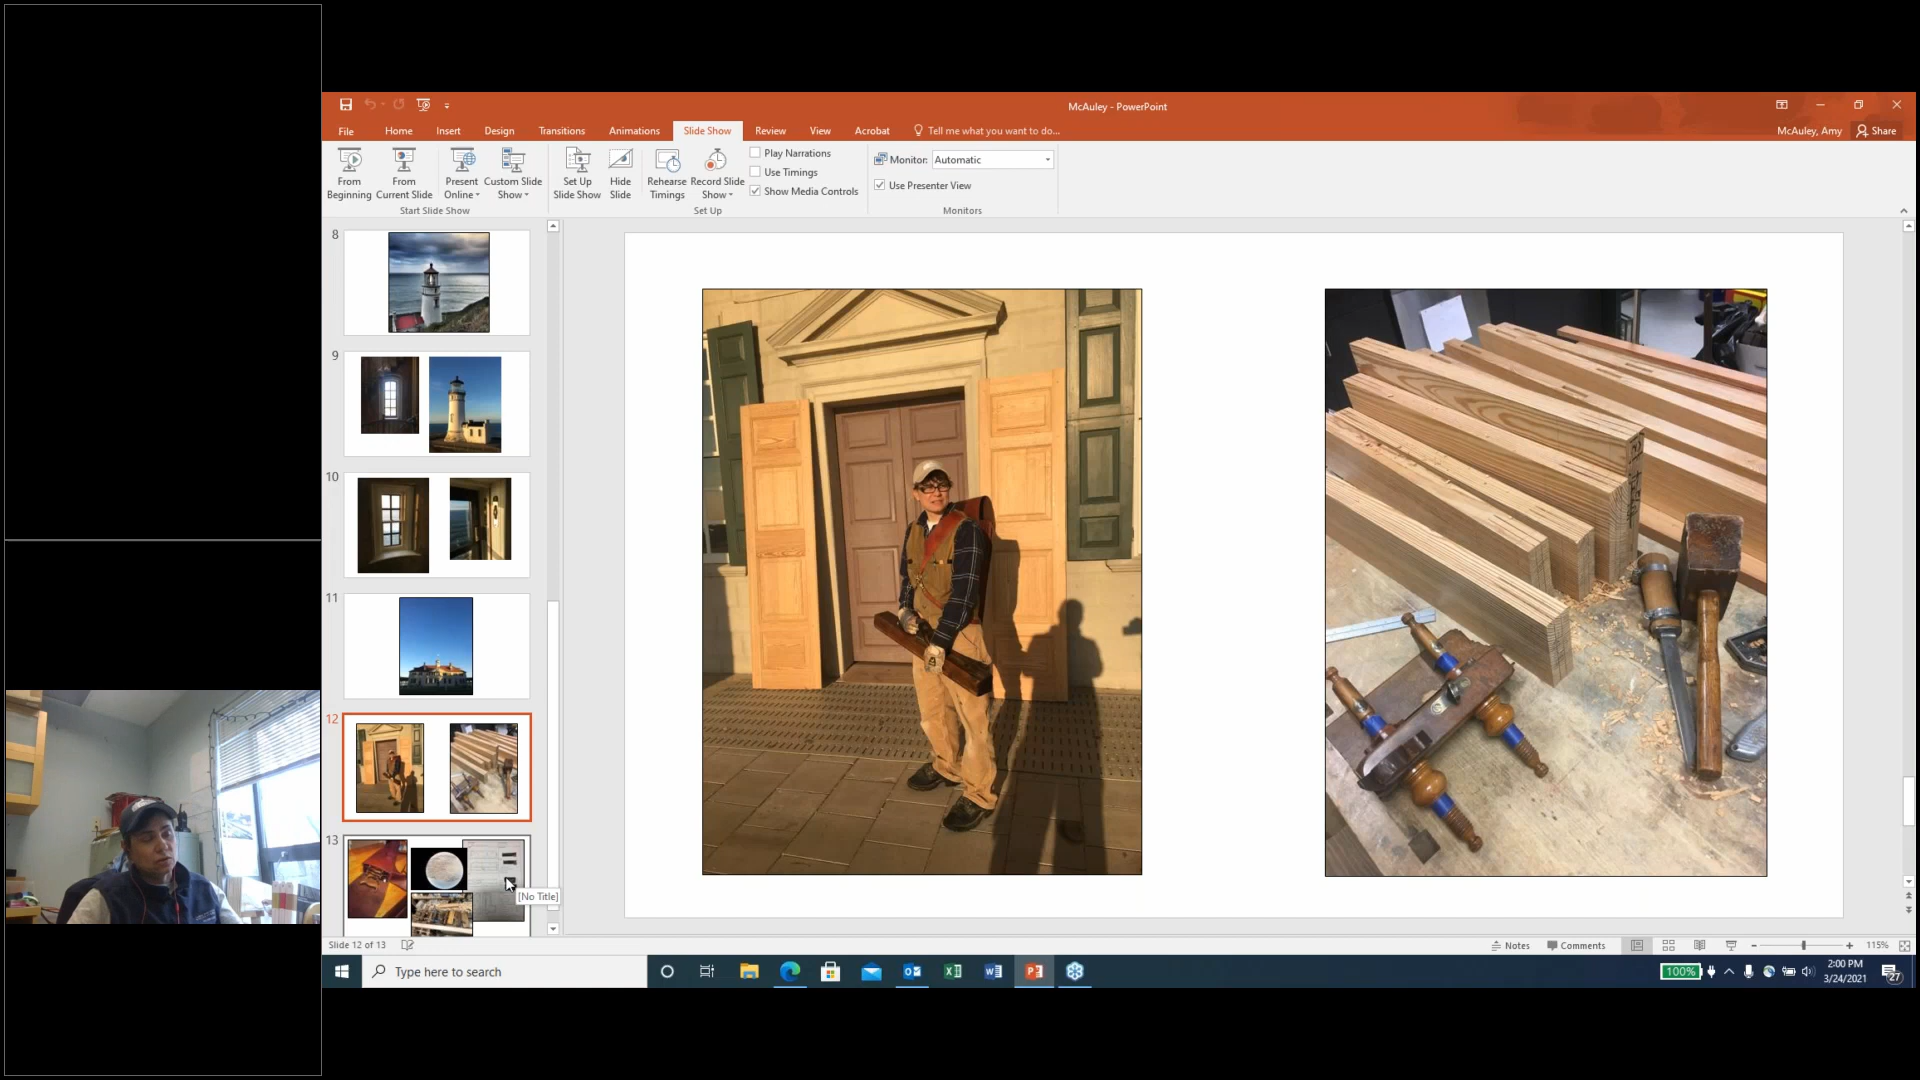 McAuley - PowerPoint
File Home Insert Design Transitions Animations Slide Show Review View Acrobat Tell me what you want to do... McAuley, Amy Share
From Beginning
From Current Slide
Present Online
Custom Slide Show
Start Slide Show
Set Up Slide Show
Hide Slide
Rehearse Timings
Record Slide Show
Play Narrations
Use Timings
Show Media Controls
Set Up
Monitor: Automatic
Use Presenter View
Monitors
8
9
10
11
12
13
[No Title]
Slide 12 of 13
Notes Comments 115%
Type here to search
100%
2:00 PM
3/24/2021
27